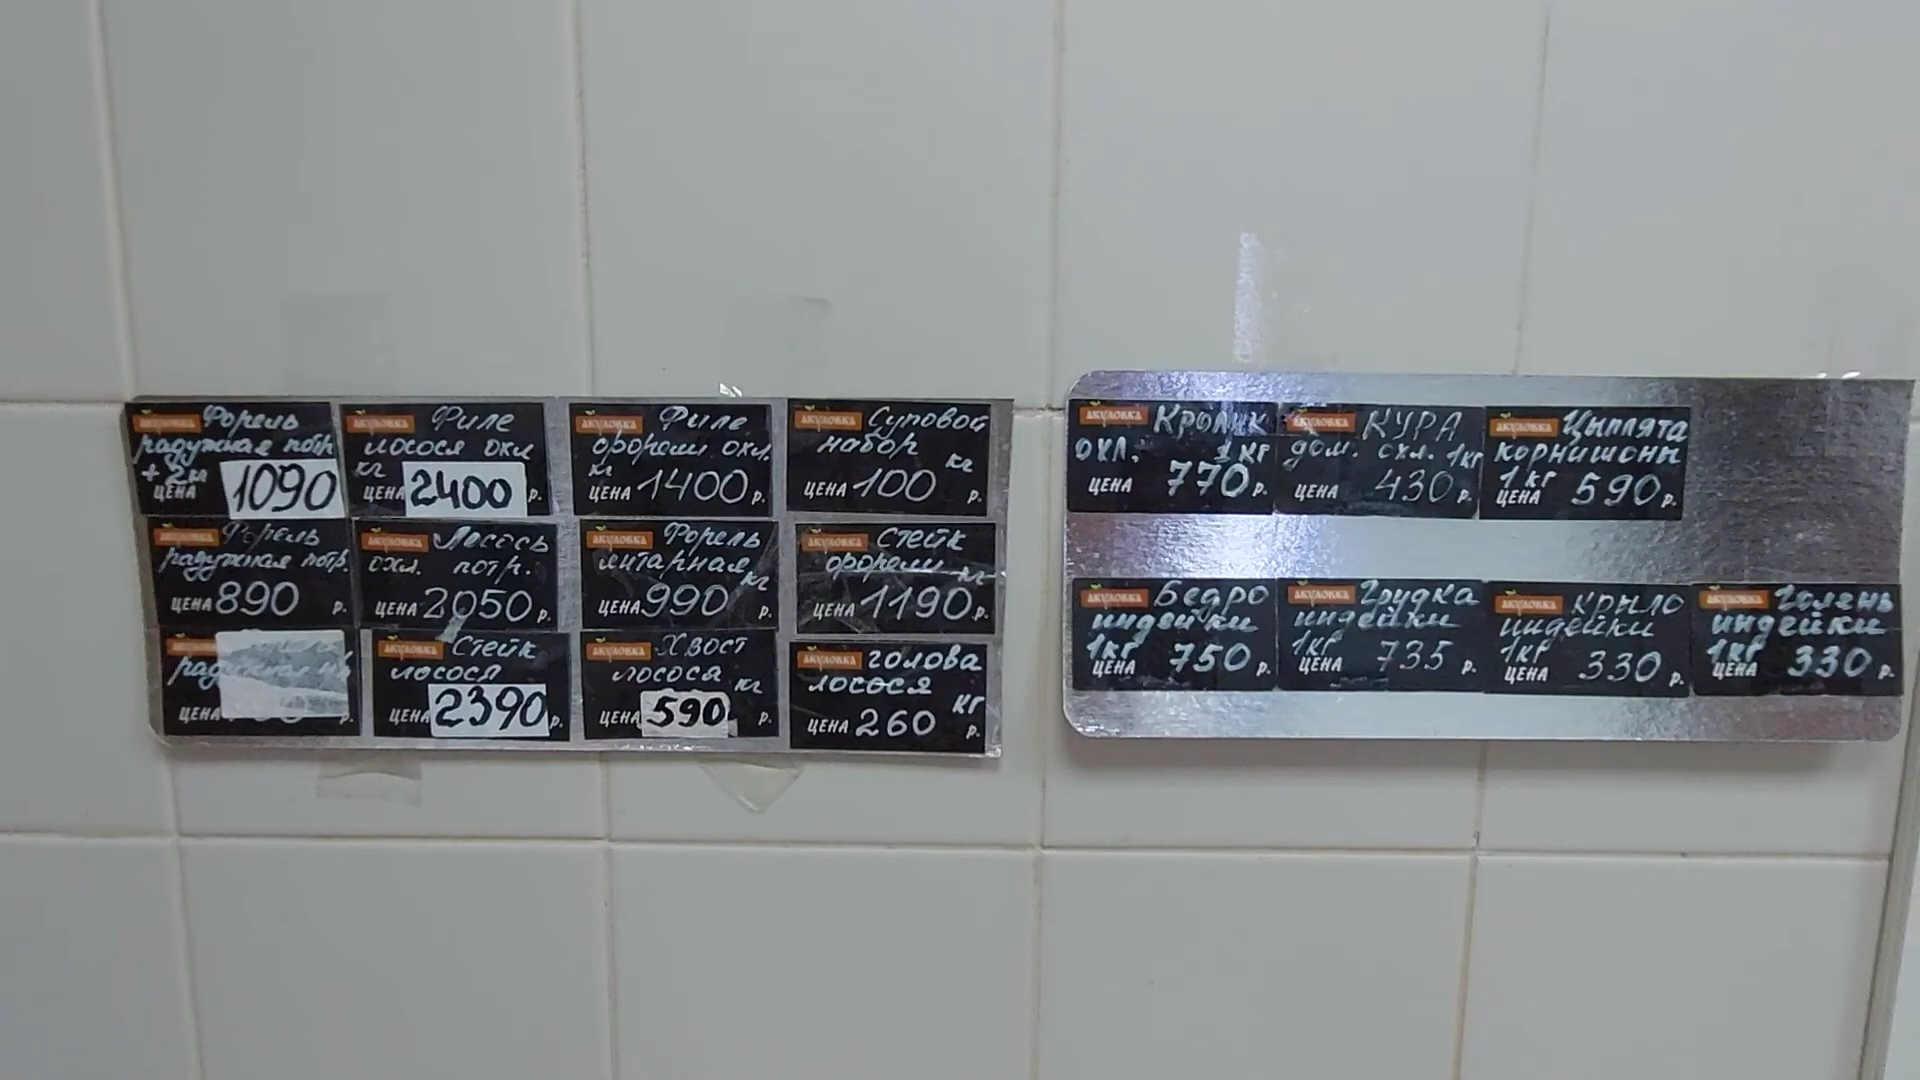 АКУЛОВКА Форель
радужная потр
+ 2кг
ЦЕНА 1090
АКУЛОВКА Филе
лосося охл
кг
ЦЕНА 2400 р.
АКУЛОВКА Филе
форели охл.
кг
ЦЕНА 1400 р.
АКУЛОВКА Суповой
набор кг
ЦЕНА 100 р.
АКУЛОВКА Форель
радужная потр.
ЦЕНА 890 р.
АКУЛОВКА Лосось
охл. потр.
ЦЕНА 2050 р.
АКУЛОВКА Форель
янтарная кг
ЦЕНА 990 р.
АКУЛОВКА Стейк
форели кг
ЦЕНА 1190 р.
АКУЛОВКА
ЦЕНА р.
АКУЛОВКА Стейк
лосося
ЦЕНА 2390 р.
АКУЛОВКА Хвост
лосося кг
ЦЕНА 590 р.
АКУЛОВКА голова
лосося кг
ЦЕНА 260 р.
АКУЛОВКА Кролик
охл. 1кг
ЦЕНА 770 р.
АКУЛОВКА КУРА
дом. охл. 1кг
ЦЕНА 430 р.
АКУЛОВКА Цыплята
корнишоны
1кг
ЦЕНА 590 р.
АКУЛОВКА Бедро
индейки
1кг
ЦЕНА 750 р.
АКУЛОВКА Грудка
индейки
1кг
ЦЕНА 735 р.
АКУЛОВКА Крыло
индейки
1кг
ЦЕНА 330 р.
АКУЛОВКА Голень
индейки
1кг
ЦЕНА 330 р.